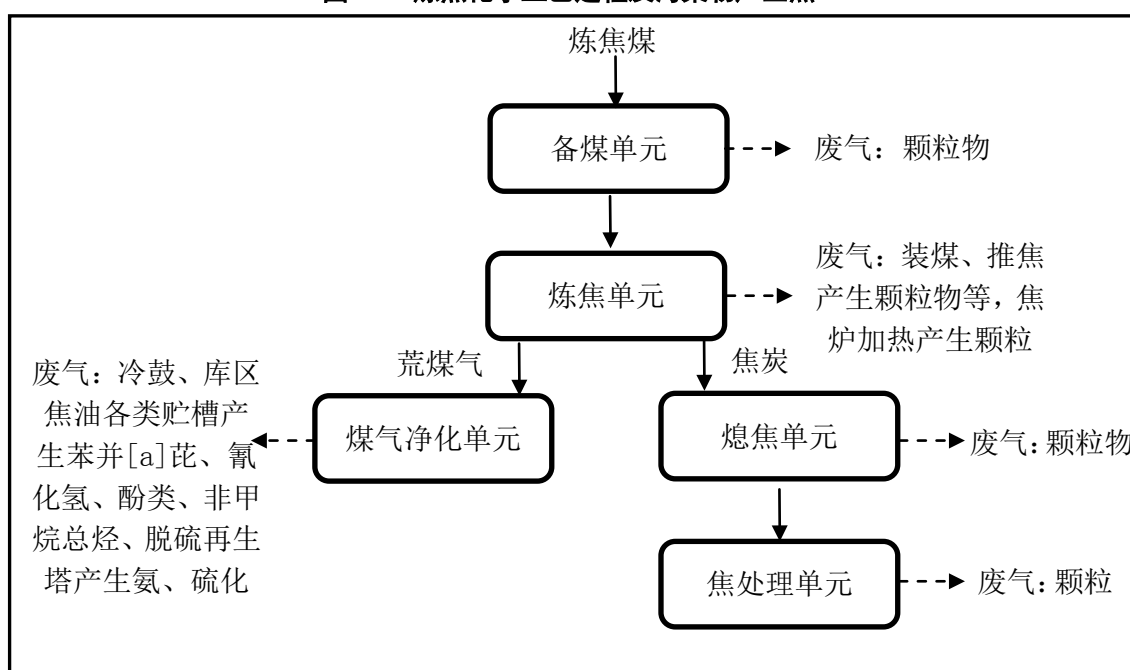 炼焦煤
备煤单元
废气：颗粒物
炼焦单元
废气：装煤、推焦
产生颗粒物等，焦
炉加热产生颗粒
荒煤气
焦炭
废气：冷鼓、库区
焦油各类贮槽产
生苯并[a]芘、氰
化氢、酚类、非甲
烷总烃、脱硫再生
塔产生氨、硫化
煤气净化单元
熄焦单元
废气：颗粒物
焦处理单元
废气：颗粒